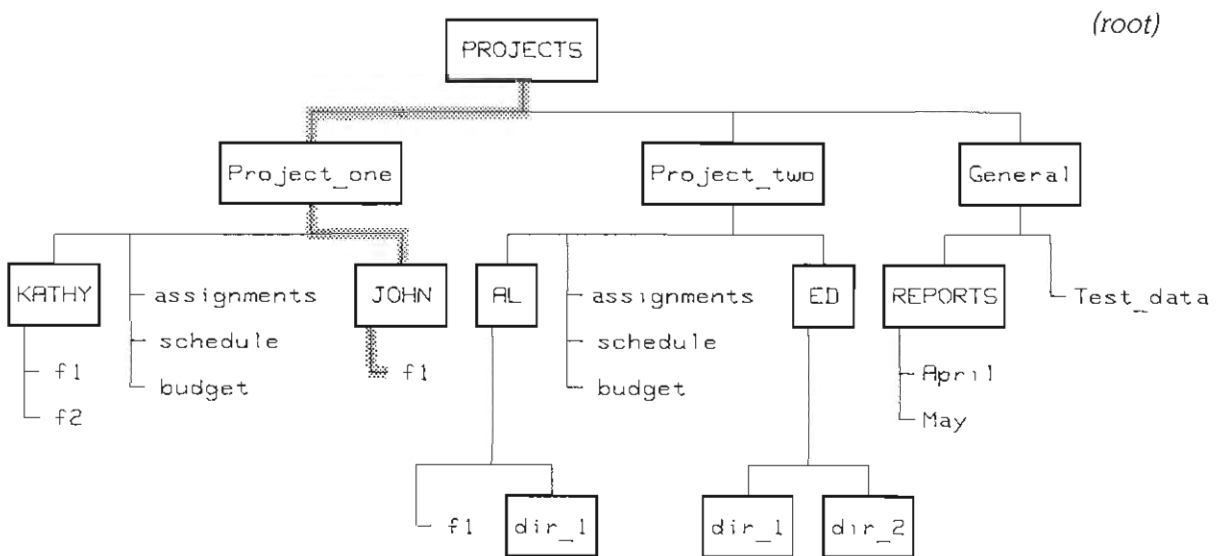 (root)
PROJECTS
Project_one Project_two General
KATHY assignments JOHN AL assignments ED REPORTS Test_data
schedule schedule
f1 budget f1 budget April
f2 May
f1 dir_1 dir_1 dir_2